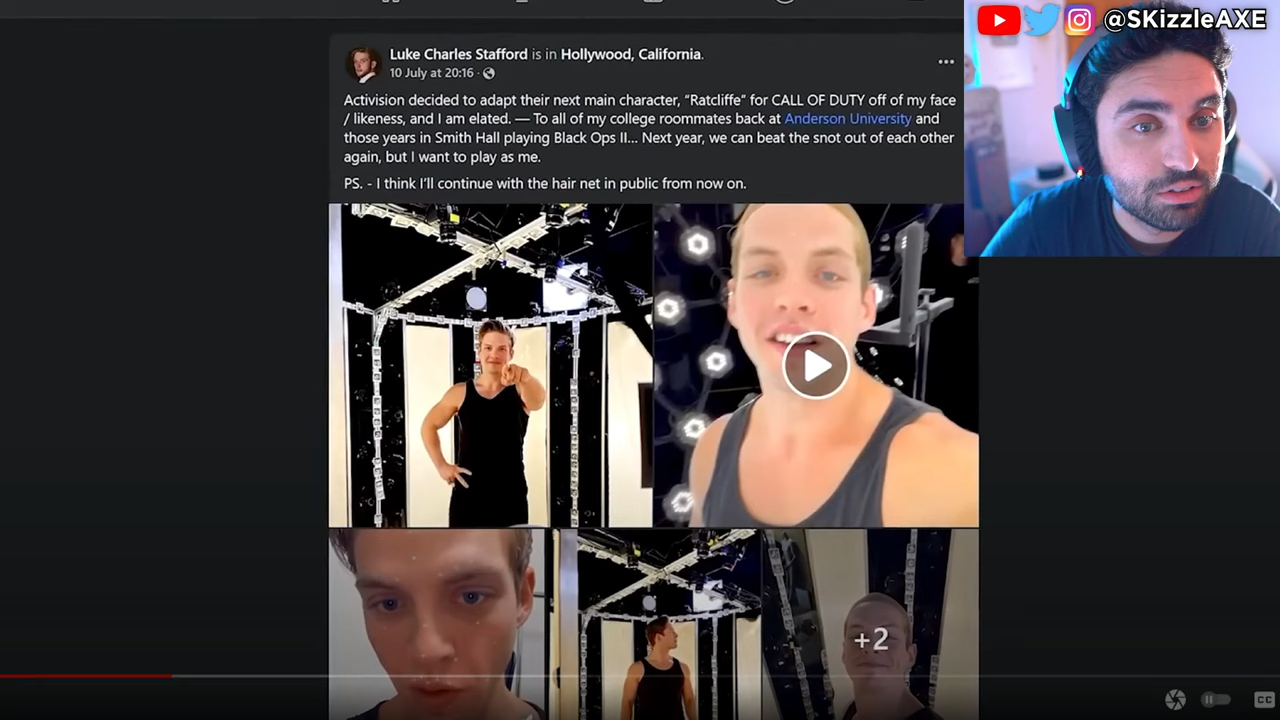 @SKizzleAXE
Luke Charles Stafford is in Hollywood, California.
10 July at 20:16 ·
Activision decided to adapt their next main character, “Ratcliffe” for CALL OF DUTY off of my face
/ likeness, and I am elated. — To all of my college roommates back at Anderson University and
those years in Smith Hall playing Black Ops II... Next year, we can beat the snot out of each other
again, but I want to play as me.
PS. - I think I'll continue with the hair net in public from now on.
+2
CC